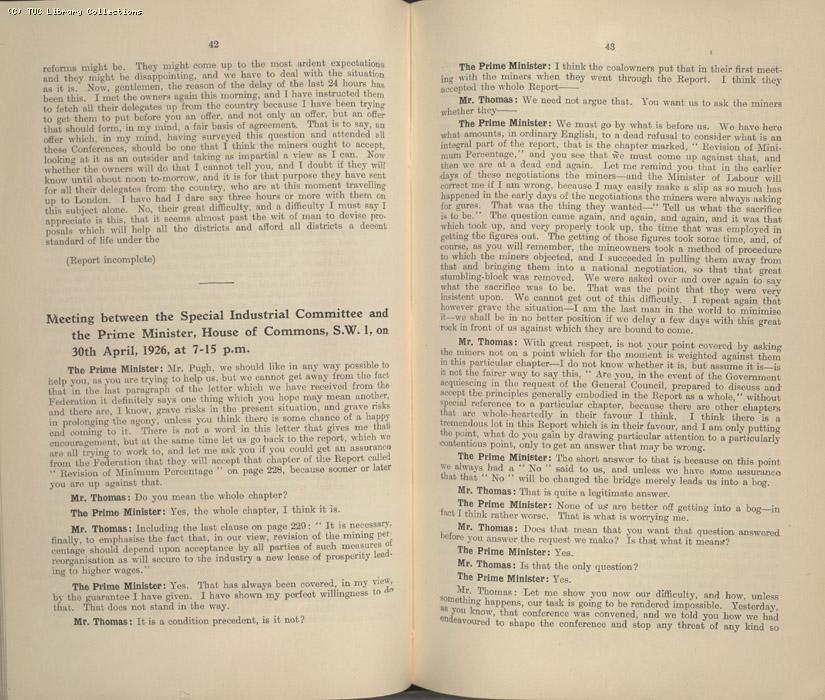 (C) TUC Library Collections
42
reforms might be. They might come up to the most ardent expectations
and they might be disappointing, and we have to deal with the situation
as it is. Now, gentlemen, the reason of the delay of the last 24 hours has
been this. I met the owners again this morning, and I have instructed them
to fetch all their delegates up from the country because I have been trying
to get them to put before you an offer, and not only an offer, but an offer
that should form, in my mind, a fair basis of agreement. That is to say, an
offer which, in my mind, having surveyed this question and attended all
these Conferences, should be one that I think the miners ought to accept,
looking at it as an outsider and taking as impartial a view as I can. Now
whether the owners will do that I cannot tell you, and I doubt if they will
know until about noon to-morrow, and it is for that purpose they have sent
for all their delegates from the country, who are at this moment travelling
up to London. I have had I dare say three hours or more with them on
this subject alone. No, their great difficulty, and a difficulty I must say I
appreciate is this, that it seems almost past the wit of man to devise pro-
posals which will help all the districts and afford all districts a decent
standard of life under the
(Report incomplete)
Meeting between the Special Industrial Committee and
the Prime Minister, House of Commons, S.W. 1, on
30th April, 1926, at 7-15 p.m.
The Prime Minister: Mr. Pugh, we should like in any way possible to
help you, as you are trying to help us, but we cannot get away from the fact
that in the last paragraph of the letter which we have received from the
Federation it definitely says one thing which you hope may mean another,
and there are, I know, grave risks in the present situation, and grave risks
in prolonging the agony, unless you think there is some chance of a happy
end coming to it. There is not a word in this letter that gives me that
encouragement, but at the same time let us go back to the report, which we
are all trying to work to, and let me ask you if you could get an assurance
from the Federation that they will accept that chapter of the Report called
" Revision of Minimum Percentage " on page 228, because sooner or later
you are up against that.
Mr. Thomas: Do you mean the whole chapter?
The Prime Minister: Yes, the whole chapter, I think it is.
Mr. Thomas: Including the last clause on page 229: " It is necessary,
finally, to emphasise the fact that, in our view, revision of the mining per-
centage should depend upon acceptance by all parties of such measures of
reorganisation as will secure to the industry a new lease of prosperity lead-
ing to higher wages."
The Prime Minister: Yes. That has always been covered, in my view,
by the guarantee I have given. I have shown my perfect willingness to do
that. That does not stand in the way.
Mr. Thomas: It is a condition precedent, is it not?
43
The Prime Minister: I think the coalowners put that in their first meet-
ing with the miners when they went through the Report. I think they
accepted the whole Report——
Mr. Thomas: We need not argue that. You want us to ask the miners
whether they——
The Prime Minister: We must go by what is before us. We have here
what amounts, in ordinary English, to a dead refusal to consider what is an
integral part of the report, that is the chapter marked, " Revision of Mini-
mum Percentage," and you see that we must come up against that, and
then we are at a dead end again. Let me remind you that in the earlier
days of these negotiations the miners—and the Minister of Labour will
correct me if I am wrong, because I may easily make a slip as so much has
happened in the early days of the negotiations the miners were always asking
for gures. That was the thing they wanted—" Tell us what the sacrifice
is to be." The question came again, and again, and again, and it was that
which took up, and very properly took up, the time that was employed in
getting the figures out. The getting of those figures took some time, and, of
course, as you will remember, the mineowners took a method of procedure
to which the miners objected, and I succeeded in pulling them away from
that and bringing them into a national negotiation, so that that great
stumbling-block was removed. We were asked over and over again to say
what the sacrifice was to be. That was the point that they were very
insistent upon. We cannot get out of this difficutly. I repeat again that
however grave the situation—I am the last man in the world to minimise
it—we shall be in no better position if we delay a few days with this great
rock in front of us against which they are bound to come.
Mr. Thomas: With great respect, is not your point covered by asking
the miners not on a point which for the moment is weighted against them
in this particular chapter—I do not know whether it is, but assume it is—is
it not the fairer way to say this, " Are you, in the event of the Government
acquiescing in the request of the General Council, prepared to discuss and
accept the principles generally embodied in the Report as a whole," without
special reference to a particular chapter, because there are other chapters
that are whole-heartedly in their favour I think. I think there is a
tremendous lot in this Report which is in their favour, and I am only putting
the point, what do you gain by drawing particular attention to a particularly
contentious point, only to get an answer that may be wrong.
The Prime Minister: The short answer to that is because on this point
we always had a " No " said to us, and unless we have some assurance
that that " No " will be changed the bridge merely leads us into a bog.
Mr. Thomas: That is quite a legitimate answer.
The Prime Minister: None of us are better off getting into a bog—in
fact I think rather worse. That is what is worrying me.
Mr. Thomas: Does that mean that you want that question answered
before you answer the request we make? Is that what it means?
The Prime Minister: Yes.
Mr. Thomas: Is that the only question?
The Prime Minister: Yes.
Mr. Thomas: Let me show you now our difficulty, and how, unless
something happens, our task is going to be rendered impossible. Yesterday,
as you know, that conference was convened, and we told you how we had
endeavoured to shape the conference and stop any threat of any kind so